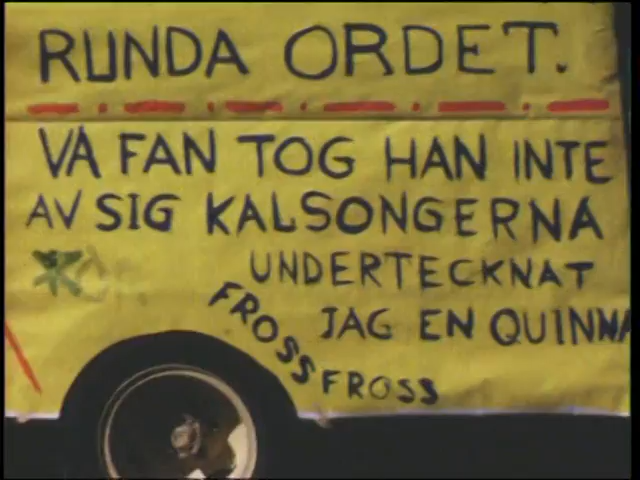 RUNDA ORDET.
VA FAN TOG HAN INTE
AV SIG KALSONGERNA
UNDERTECKNAT
JAG EN QUINNA
FROSS
FROSS